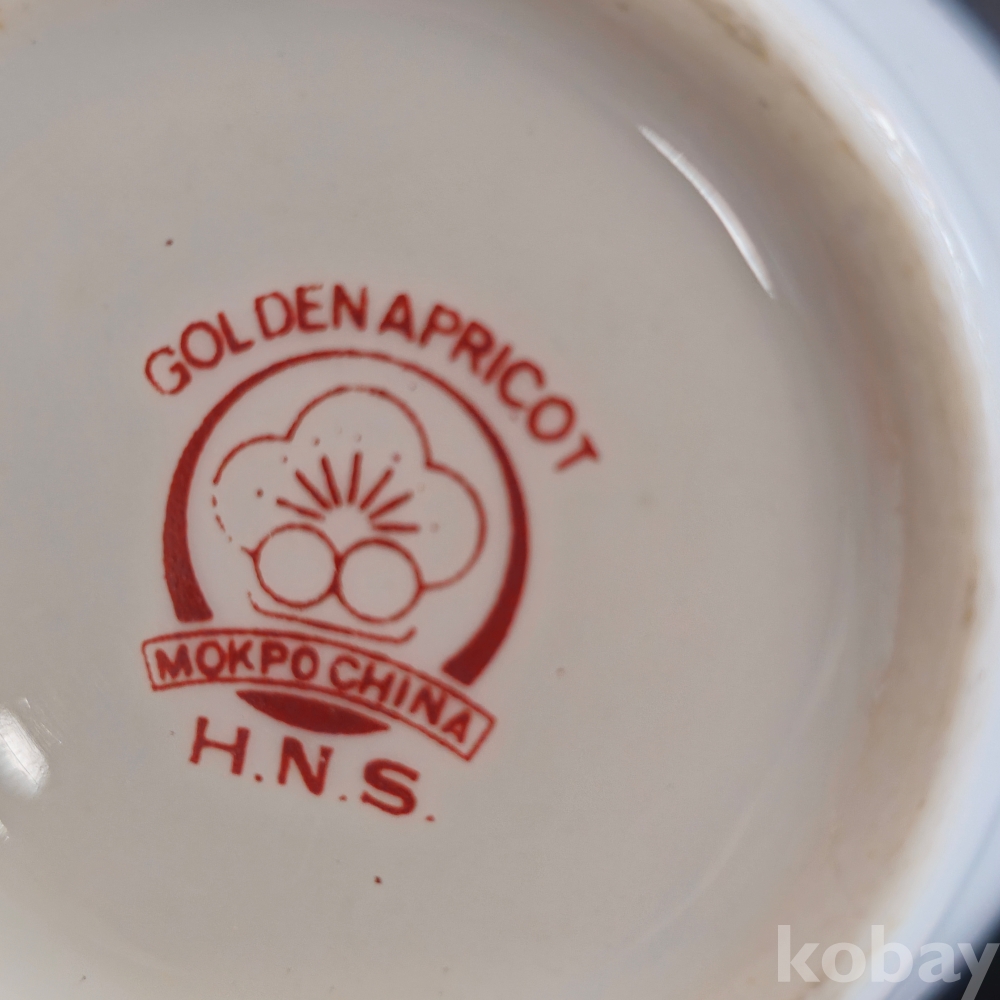 GOLDEN APRICOT
MOKPO CHINA
H.N.S.
kobay